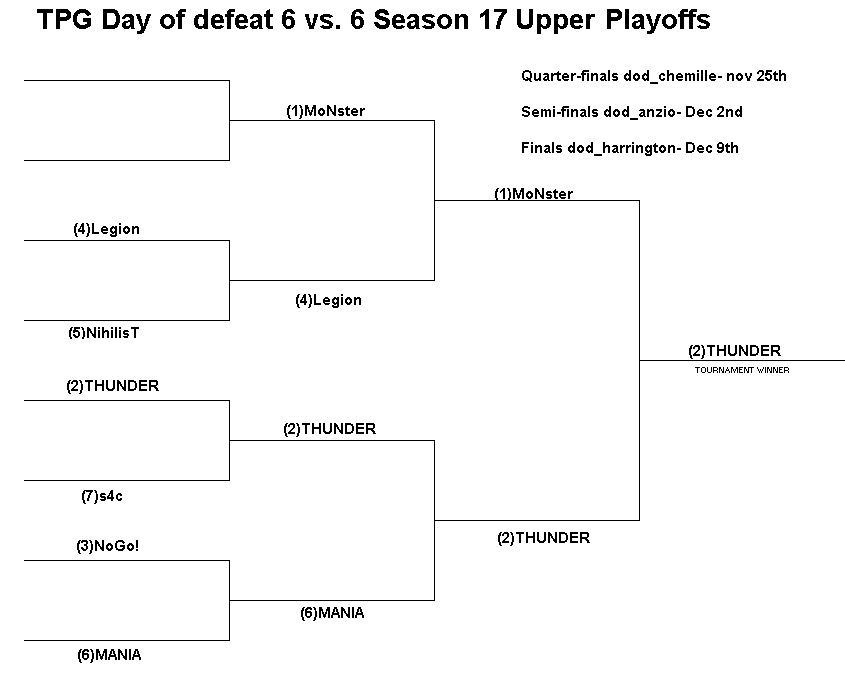 TPG Day of defeat 6 vs. 6 Season 17 Upper Playoffs
Quarter-finals dod_chemille- nov 25th
Semi-finals dod_anzio- Dec 2nd
Finals dod_harrington- Dec 9th
(1)MoNster
(1)MoNster
(4)Legion
(4)Legion
(5)NihilisT
(2)THUNDER
TOURNAMENT WINNER
(2)THUNDER
(2)THUNDER
(7)s4c
(2)THUNDER
(3)NoGo!
(6)MANIA
(6)MANIA